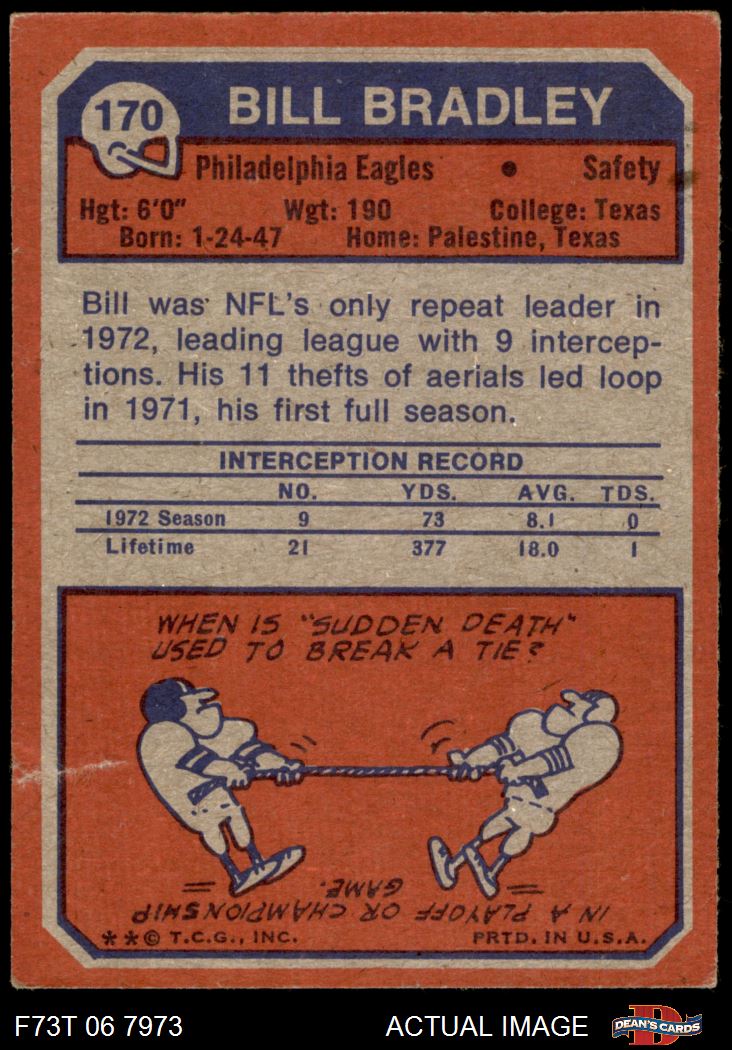 170
BILL BRADLEY
Philadelphia Eagles • Safety
Hgt: 6'0" Wgt: 190 College: Texas
Born: 1-24-47 Home: Palestine, Texas
Bill was NFL's only repeat leader in
1972, leading league with 9 intercep-
tions. His 11 thefts of aerials led loop
in 1971, his first full season.
INTERCEPTION RECORD
NO. YDS. AVG. TDS.
1972 Season 9 73 8.1 0
Lifetime 21 377 18.0 1
WHEN IS "SUDDEN DEATH"
USED TO BREAK A TIE?
IN A PLAYOFF OR CHAMPIONSHIP
GAME.
**© T.C.G., INC. PRTD. IN U.S.A.
F73T 06 7973 ACTUAL IMAGE
D
DEAN'S CARDS